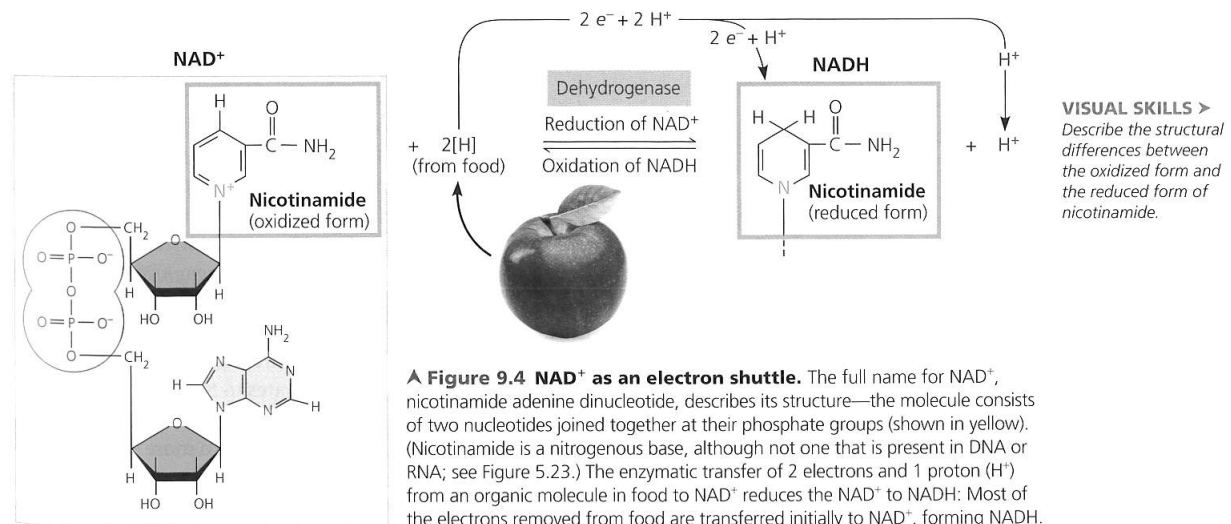 2 e⁻ + 2 H⁺
2 e⁻ + H⁺
NAD⁺
NADH
H⁺
H
O
C
NH₂
N⁺
Nicotinamide
(oxidized form)
+ 2[H]
(from food)
Dehydrogenase
Reduction of NAD⁺
Oxidation of NADH
H H
O
C
NH₂
N
Nicotinamide
(reduced form)
+ H⁺
VISUAL SKILLS ➤
Describe the structural
differences between
the oxidized form and
the reduced form of
nicotinamide.
O
CH₂
O
O=P—O⁻
H
H
O
HO
OH
O=P—O⁻
O
CH₂
NH₂
N
N
H
H
N
N
O
H
H
HO
OH
⮝ Figure 9.4 NAD⁺ as an electron shuttle. The full name for NAD⁺,
nicotinamide adenine dinucleotide, describes its structure—the molecule consists
of two nucleotides joined together at their phosphate groups (shown in yellow).
(Nicotinamide is a nitrogenous base, although not one that is present in DNA or
RNA; see Figure 5.23.) The enzymatic transfer of 2 electrons and 1 proton (H⁺)
from an organic molecule in food to NAD⁺ reduces the NAD⁺ to NADH: Most of
the electrons removed from food are transferred initially to NAD⁺, forming NADH.